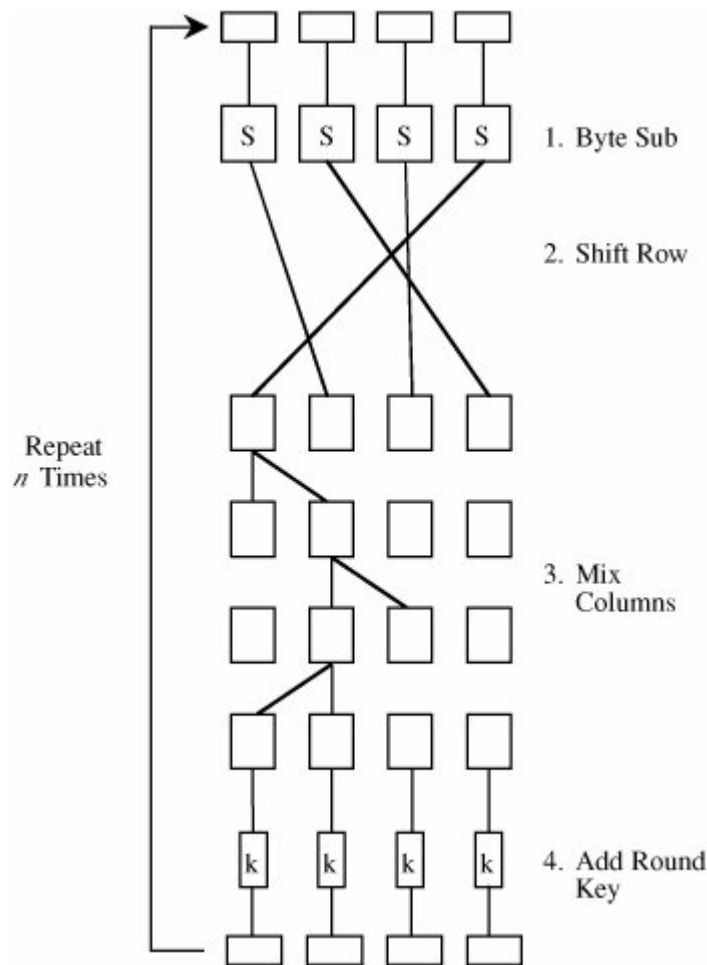 S S S S
1. Byte Sub
2. Shift Row
Repeat
n Times
3. Mix
Columns
k k k k
4. Add Round
Key